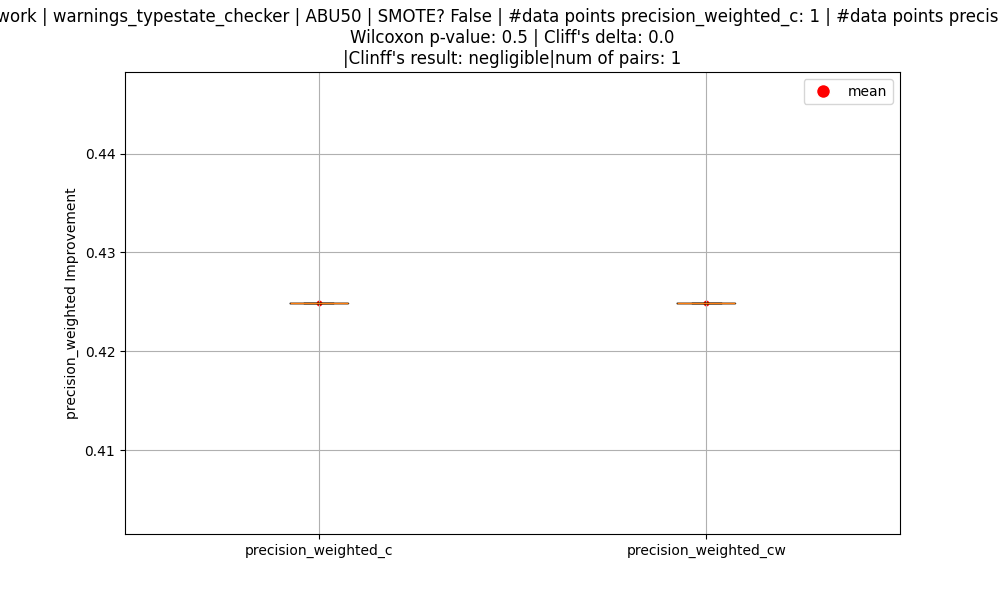 work | warnings_typestate_checker | ABU50 | SMOTE? False | #data points precision_weighted_c: 1 | #data points precis
Wilcoxon p-value: 0.5 | Cliff's delta: 0.0
|Clinff's result: negligible|num of pairs: 1
mean
0.44
0.43
0.42
0.41
precision_weighted Improvement
precision_weighted_c
precision_weighted_cw